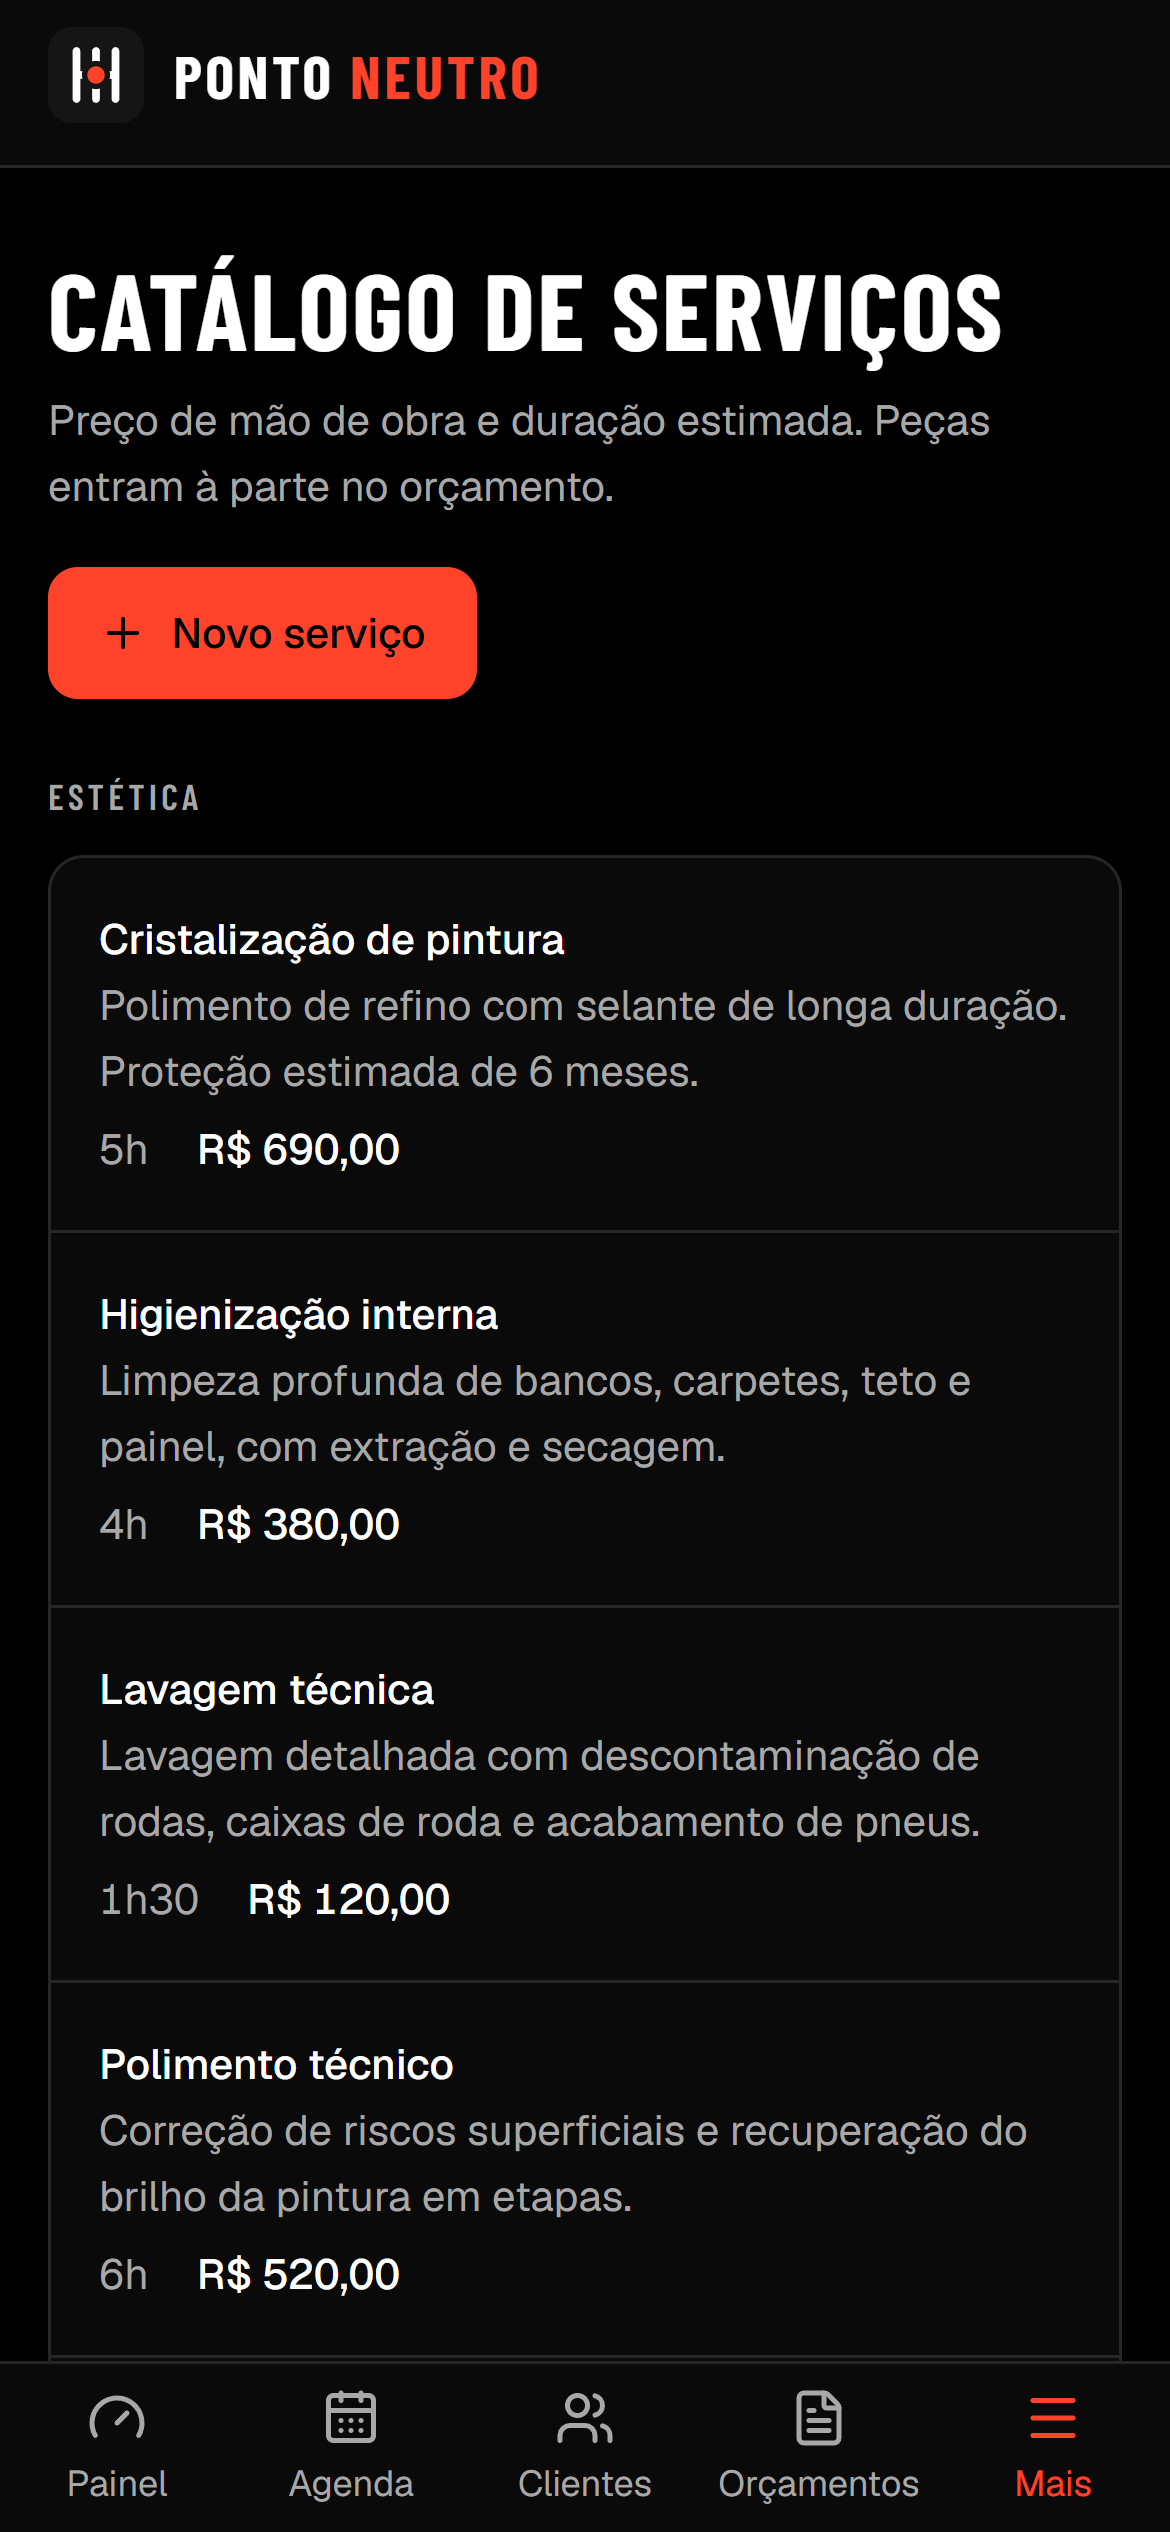 PONTO NEUTRO
CATÁLOGO DE SERVIÇOS
Preço de mão de obra e duração estimada. Peças
entram à parte no orçamento.
+ Novo serviço
ESTÉTICA
Cristalização de pintura
Polimento de refino com selante de longa duração.
Proteção estimada de 6 meses.
5h R$ 690,00
Higienização interna
Limpeza profunda de bancos, carpetes, teto e
painel, com extração e secagem.
4h R$ 380,00
Lavagem técnica
Lavagem detalhada com descontaminação de
rodas, caixas de roda e acabamento de pneus.
1h30 R$ 120,00
Polimento técnico
Correção de riscos superficiais e recuperação do
brilho da pintura em etapas.
6h R$ 520,00
Painel Agenda Clientes Orçamentos Mais